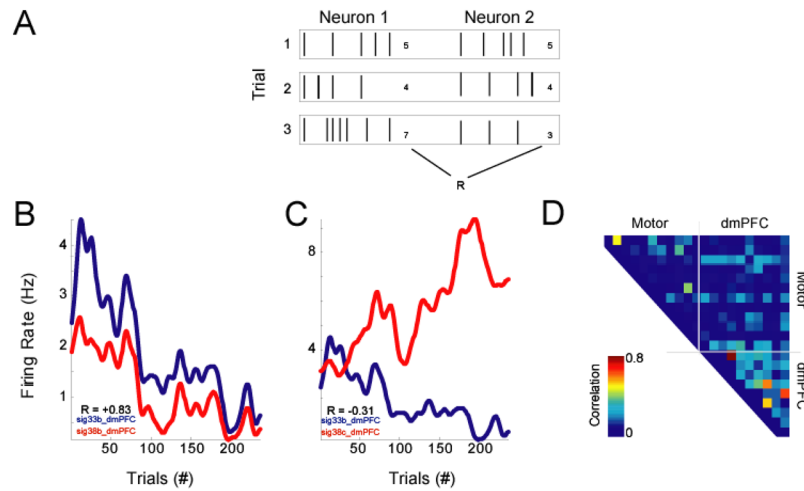 A
Neuron 1 Neuron 2
Trial
1 5 5
2 4 4
3 7 3
R
B
Firing Rate (Hz)
4
3
2
1
R = +0.83
sig33b_dmPFC
sig38b_dmPFC
50 100 150 200
Trials (#)
C
8
4
R = -0.31
sig33b_dmPFC
sig38c_dmPFC
50 100 150 200
Trials (#)
D
Motor dmPFC
Motor
dmPFC
Correlation
0.8
0